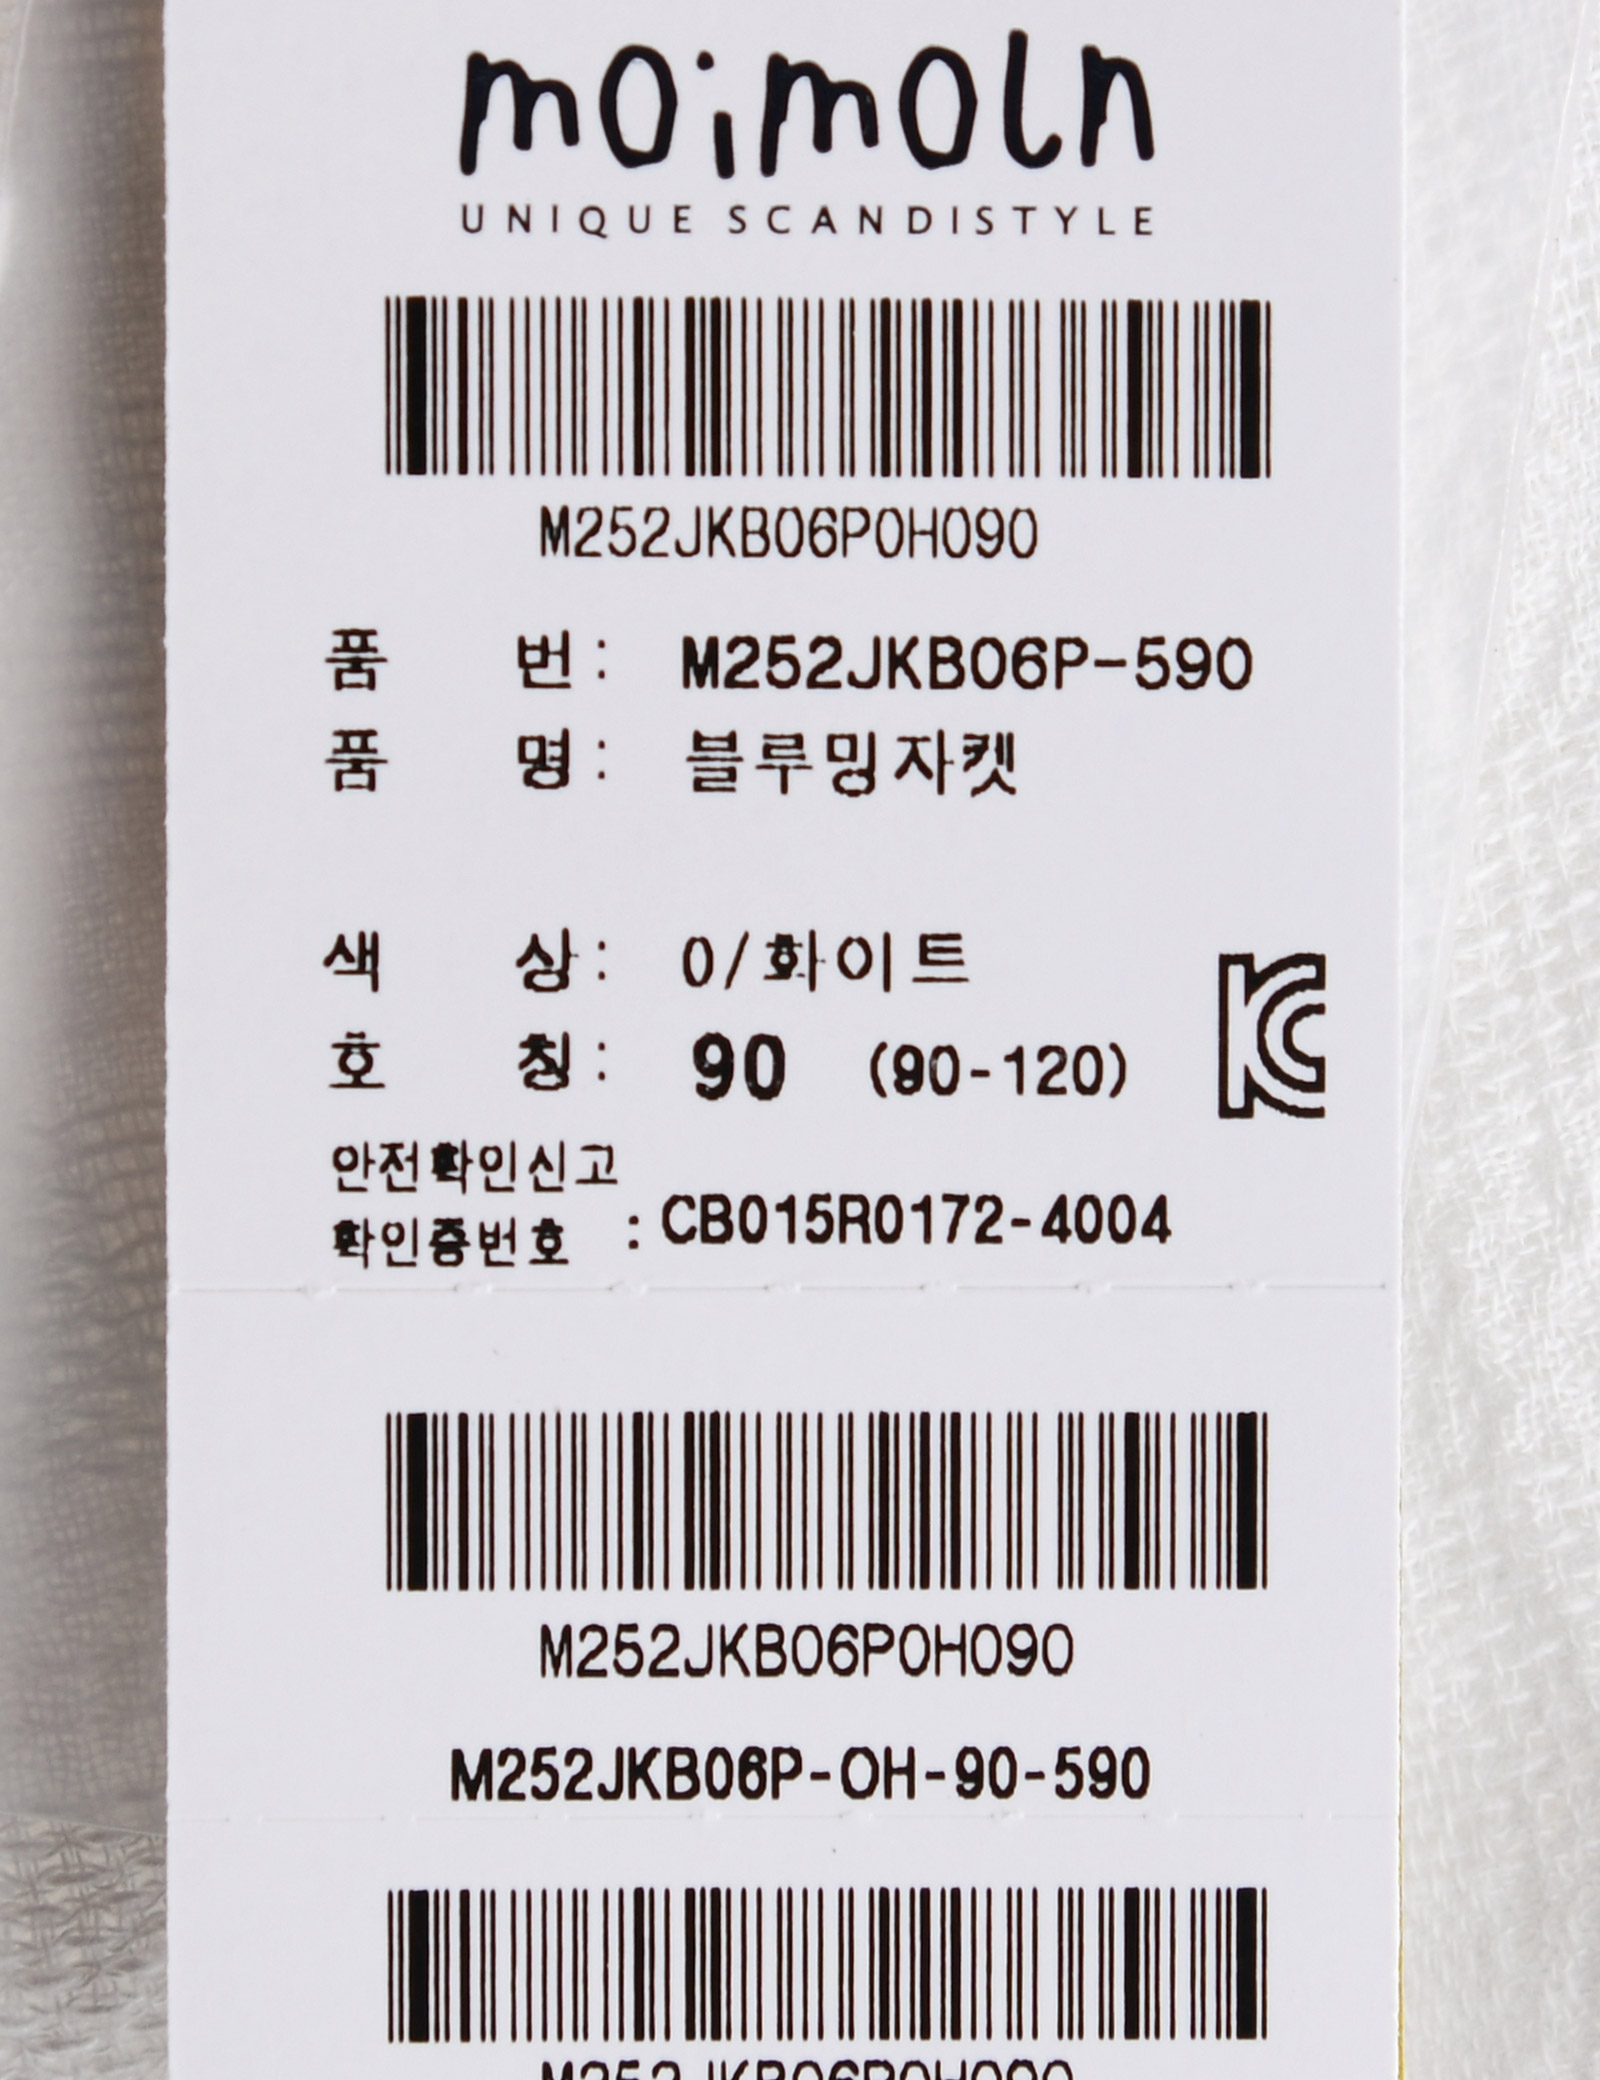 moimoln
UNIQUE SCANDISTYLE
M252JKB06P0H090
품 번 : M252JKB06P-590
품 명 : 블루밍자켓
색 상 : 0/화이트
호 칭 : 90 (90-120)
KC
안전확인신고
확인증번호 : CB015R0172-4004
M252JKB06P0H090
M252JKB06P-OH-90-590
M252JKB06P0H090